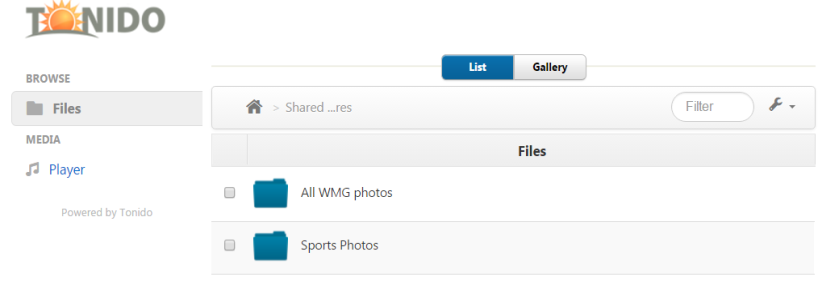 TONIDO
List
Gallery
BROWSE
Files
> Shared ...res
Filter
MEDIA
Files
Player
All WMG photos
Powered by Tonido
Sports Photos